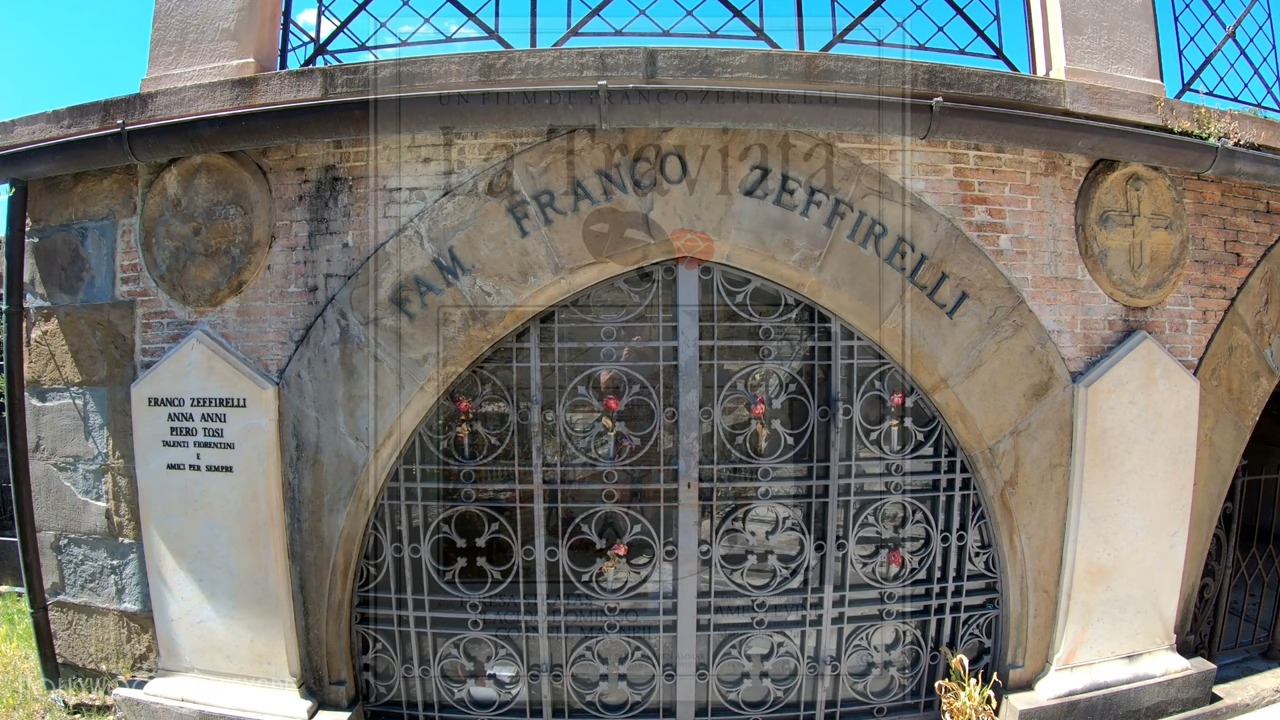 UN FILM DI FRANCO ZEFFIRELLI
La Traviata
FAM FRANCO ZEFFIRELLI
FRANCO ZEFFIRELLI
ANNA ANNI
PIERO TOSI
TALENTI FIORENTINI
E
AMICI PER SEMPRE